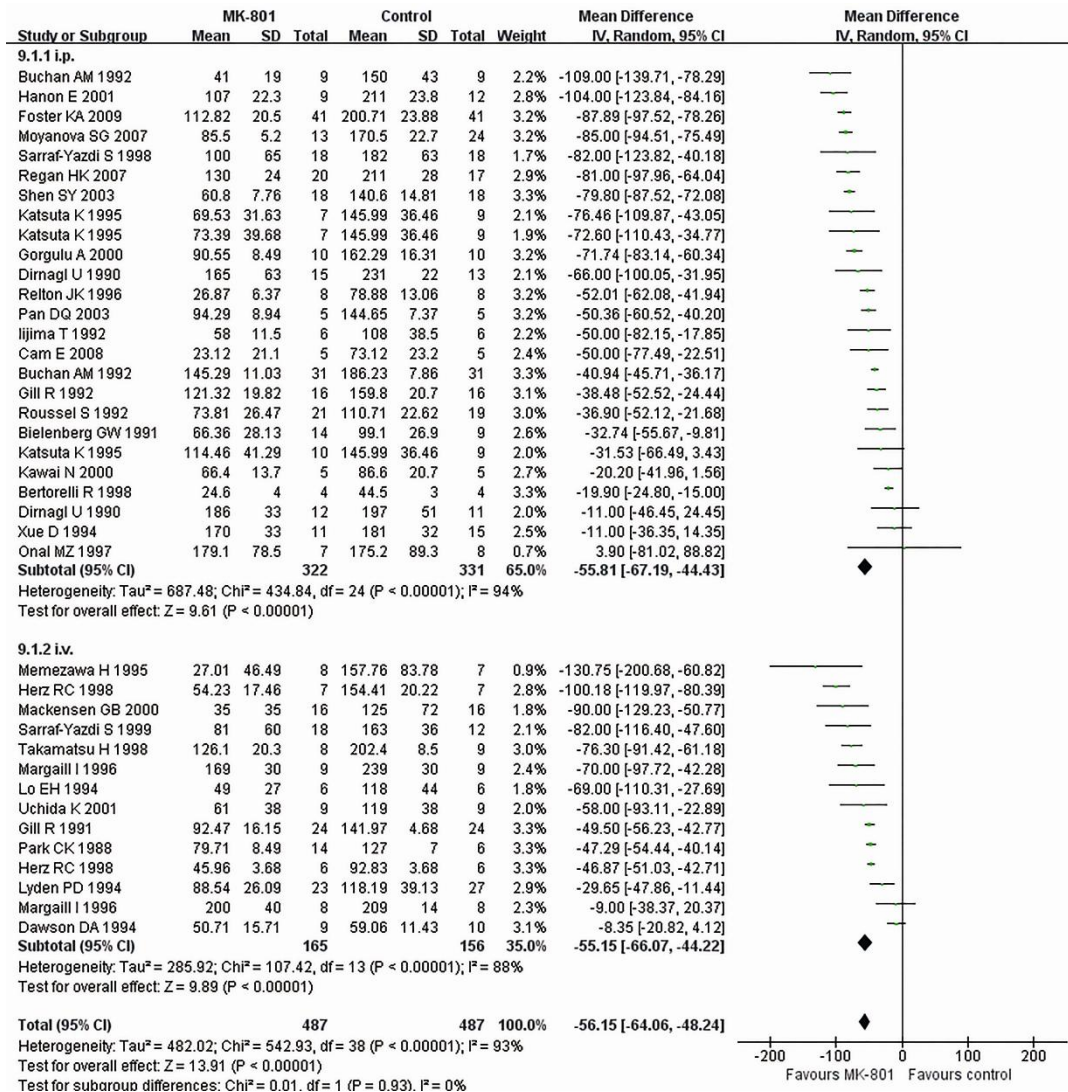 MK-801 Control Mean Difference Mean Difference
Study or Subgroup Mean SD Total Mean SD Total Weight IV, Random, 95% CI IV, Random, 95% CI
9.1.1 i.p.
Buchan AM 1992 41 19 9 150 43 9 2.2% -109.00 [-139.71, -78.29]
Hanon E 2001 107 22.3 9 211 23.8 12 2.8% -104.00 [-123.84, -84.16]
Foster KA 2009 112.82 20.5 41 200.71 23.88 41 3.2% -87.89 [-97.52, -78.26]
Moyanova SG 2007 85.5 5.2 13 170.5 22.7 24 3.2% -85.00 [-94.51, -75.49]
Sarraf-Yazdi S 1998 100 65 18 182 63 18 1.7% -82.00 [-123.82, -40.18]
Regan HK 2007 130 24 20 211 28 17 2.9% -81.00 [-97.96, -64.04]
Shen SY 2003 60.8 7.76 18 140.6 14.81 18 3.3% -79.80 [-87.52, -72.08]
Katsuta K 1995 69.53 31.63 7 145.99 36.46 9 2.1% -76.46 [-109.87, -43.05]
Katsuta K 1995 73.39 39.68 7 145.99 36.46 9 1.9% -72.60 [-110.43, -34.77]
Gorgulu A 2000 90.55 8.49 10 162.29 16.31 10 3.2% -71.74 [-83.14, -60.34]
Dirnagl U 1990 165 63 15 231 22 13 2.1% -66.00 [-100.05, -31.95]
Relton JK 1996 26.87 6.37 8 78.88 13.06 8 3.2% -52.01 [-62.08, -41.94]
Pan DQ 2003 94.29 8.94 5 144.65 7.37 5 3.2% -50.36 [-60.52, -40.20]
Iijima T 1992 58 11.5 6 108 38.5 6 2.1% -50.00 [-82.15, -17.85]
Cam E 2008 23.12 21.1 5 73.12 23.2 5 2.4% -50.00 [-77.49, -22.51]
Buchan AM 1992 145.29 11.03 31 186.23 7.86 31 3.3% -40.94 [-45.71, -36.17]
Gill R 1992 121.32 19.82 16 159.8 20.7 16 3.1% -38.48 [-52.52, -24.44]
Roussel S 1992 73.81 26.47 21 110.71 22.62 19 3.0% -36.90 [-52.12, -21.68]
Bielenberg GW 1991 66.36 28.13 14 99.1 26.9 9 2.6% -32.74 [-55.67, -9.81]
Katsuta K 1995 114.46 41.29 10 145.99 36.46 9 2.0% -31.53 [-66.49, 3.43]
Kawai N 2000 66.4 13.7 5 86.6 20.7 5 2.7% -20.20 [-41.96, 1.56]
Bertorelli R 1998 24.6 4 4 44.5 3 4 3.3% -19.90 [-24.80, -15.00]
Dirnagl U 1990 186 33 12 197 51 11 2.0% -11.00 [-46.45, 24.45]
Xue D 1994 170 33 11 181 32 15 2.5% -11.00 [-36.35, 14.35]
Onal MZ 1997 179.1 78.5 7 175.2 89.3 8 0.7% 3.90 [-81.02, 88.82]
Subtotal (95% CI) 322 331 65.0% -55.81 [-67.19, -44.43]
Heterogeneity: Tau² = 687.48; Chi² = 434.84, df = 24 (P < 0.00001); I² = 94%
Test for overall effect: Z = 9.61 (P < 0.00001)
9.1.2 i.v.
Memezawa H 1995 27.01 46.49 8 157.76 83.78 7 0.9% -130.75 [-200.68, -60.82]
Herz RC 1998 54.23 17.46 7 154.41 20.22 7 2.8% -100.18 [-119.97, -80.39]
Mackensen GB 2000 35 35 16 125 72 16 1.8% -90.00 [-129.23, -50.77]
Sarraf-Yazdi S 1999 81 60 18 163 36 12 2.1% -82.00 [-116.40, -47.60]
Takamatsu H 1998 126.1 20.3 8 202.4 8.5 9 3.0% -76.30 [-91.42, -61.18]
Margaill I 1996 169 30 9 239 30 9 2.4% -70.00 [-97.72, -42.28]
Lo EH 1994 49 27 6 118 44 6 1.8% -69.00 [-110.31, -27.69]
Uchida K 2001 61 38 9 119 38 9 2.0% -58.00 [-93.11, -22.89]
Gill R 1991 92.47 16.15 24 141.97 4.68 24 3.3% -49.50 [-56.23, -42.77]
Park CK 1988 79.71 8.49 14 127 7 6 3.3% -47.29 [-54.44, -40.14]
Herz RC 1998 45.96 3.68 6 92.83 3.68 6 3.3% -46.87 [-51.03, -42.71]
Lyden PD 1994 88.54 26.09 23 118.19 39.13 27 2.9% -29.65 [-47.86, -11.44]
Margaill I 1996 200 40 8 209 14 8 2.3% -9.00 [-38.37, 20.37]
Dawson DA 1994 50.71 15.71 9 59.06 11.43 10 3.1% -8.35 [-20.82, 4.12]
Subtotal (95% CI) 165 156 35.0% -55.15 [-66.07, -44.22]
Heterogeneity: Tau² = 285.92; Chi² = 107.42, df = 13 (P < 0.00001); I² = 88%
Test for overall effect: Z = 9.89 (P < 0.00001)
Total (95% CI) 487 487 100.0% -56.15 [-64.06, -48.24]
Heterogeneity: Tau² = 482.02; Chi² = 542.93, df = 38 (P < 0.00001); I² = 93%
Test for overall effect: Z = 13.91 (P < 0.00001)
Test for subgroup differences: Chi² = 0.01, df = 1 (P = 0.93), I² = 0%
-200 -100 0 100 200
Favours MK-801 Favours control